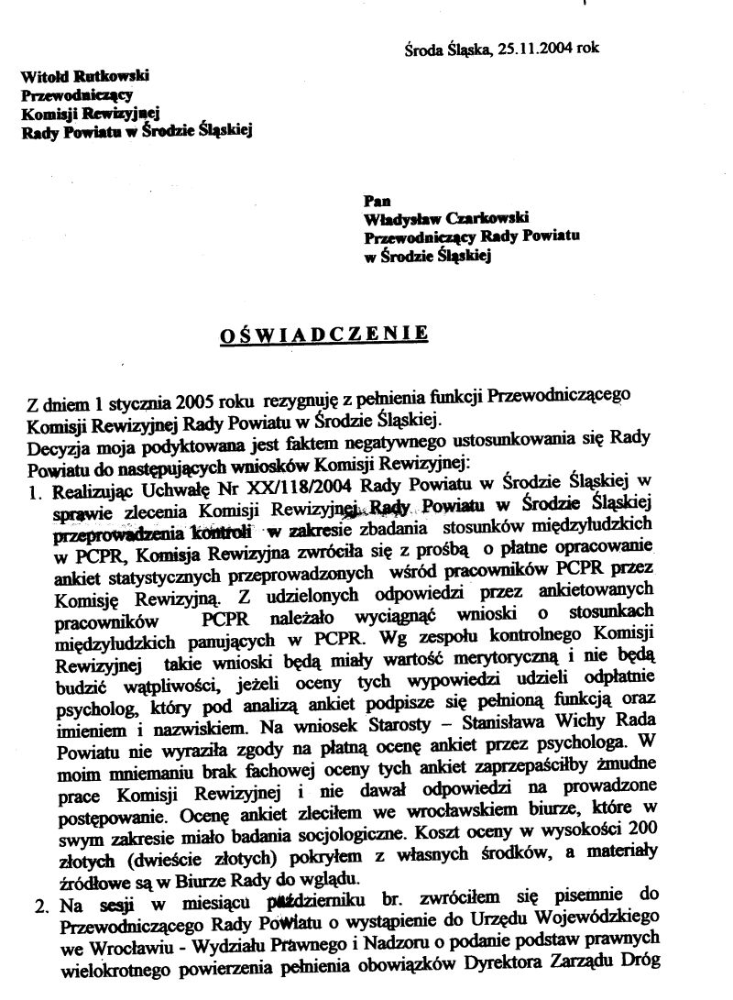 Środa Śląska, 25.11.2004 rok
Witold Rutkowski
Przewodniczący
Komisji Rewizyjnej
Rady Powiatu w Środzie Śląskiej
Pan
Władysław Czarkowski
Przewodniczący Rady Powiatu
w Środzie Śląskiej
OŚWIADCZENIE
Z dniem 1 stycznia 2005 roku rezygnuję z pełnienia funkcji Przewodniczącego
Komisji Rewizyjnej Rady Powiatu w Środzie Śląskiej.
Decyzja moja podyktowana jest faktem negatywnego ustosunkowania się Rady
Powiatu do następujących wniosków Komisji Rewizyjnej:
1. Realizując Uchwałę Nr XX/118/2004 Rady Powiatu w Środzie Śląskiej w
sprawie zlecenia Komisji Rewizyjnej Rady Powiatu w Środzie Śląskiej
przeprowadzenia kontroli w zakresie zbadania stosunków międzyludzkich
w PCPR, Komisja Rewizyjna zwróciła się z prośbą o płatne opracowanie
ankiet statystycznych przeprowadzonych wśród pracowników PCPR przez
Komisję Rewizyjną. Z udzielonych odpowiedzi przez ankietowanych
pracowników PCPR należało wyciągnąć wnioski o stosunkach
międzyludzkich panujących w PCPR. Wg zespołu kontrolnego Komisji
Rewizyjnej takie wnioski będą miały wartość merytoryczną i nie będą
budzić wątpliwości, jeżeli oceny tych wypowiedzi udzieli odpłatnie
psycholog, który pod analizą ankiet podpisze się pełnioną funkcją oraz
imieniem i nazwiskiem. Na wniosek Starosty – Stanisława Wichy Rada
Powiatu nie wyraziła zgody na płatną ocenę ankiet przez psychologa. W
moim mniemaniu brak fachowej oceny tych ankiet zaprzepaściłby żmudne
prace Komisji Rewizyjnej i nie dawał odpowiedzi na prowadzone
postępowanie. Ocenę ankiet zleciłem we wrocławskiem biurze, które w
swym zakresie miało badania socjologiczne. Koszt oceny w wysokości 200
złotych (dwieście złotych) pokryłem z własnych środków, a materiały
źródłowe są w Biurze Rady do wglądu.
2. Na sesji w miesiącu październiku br. zwróciłem się pisemnie do
Przewodniczącego Rady Powiatu o wystąpienie do Urzędu Wojewódzkiego
we Wrocławiu - Wydziału Prawnego i Nadzoru o podanie podstaw prawnych
wielokrotnego powierzenia pełnienia obowiązków Dyrektora Zarządu Dróg